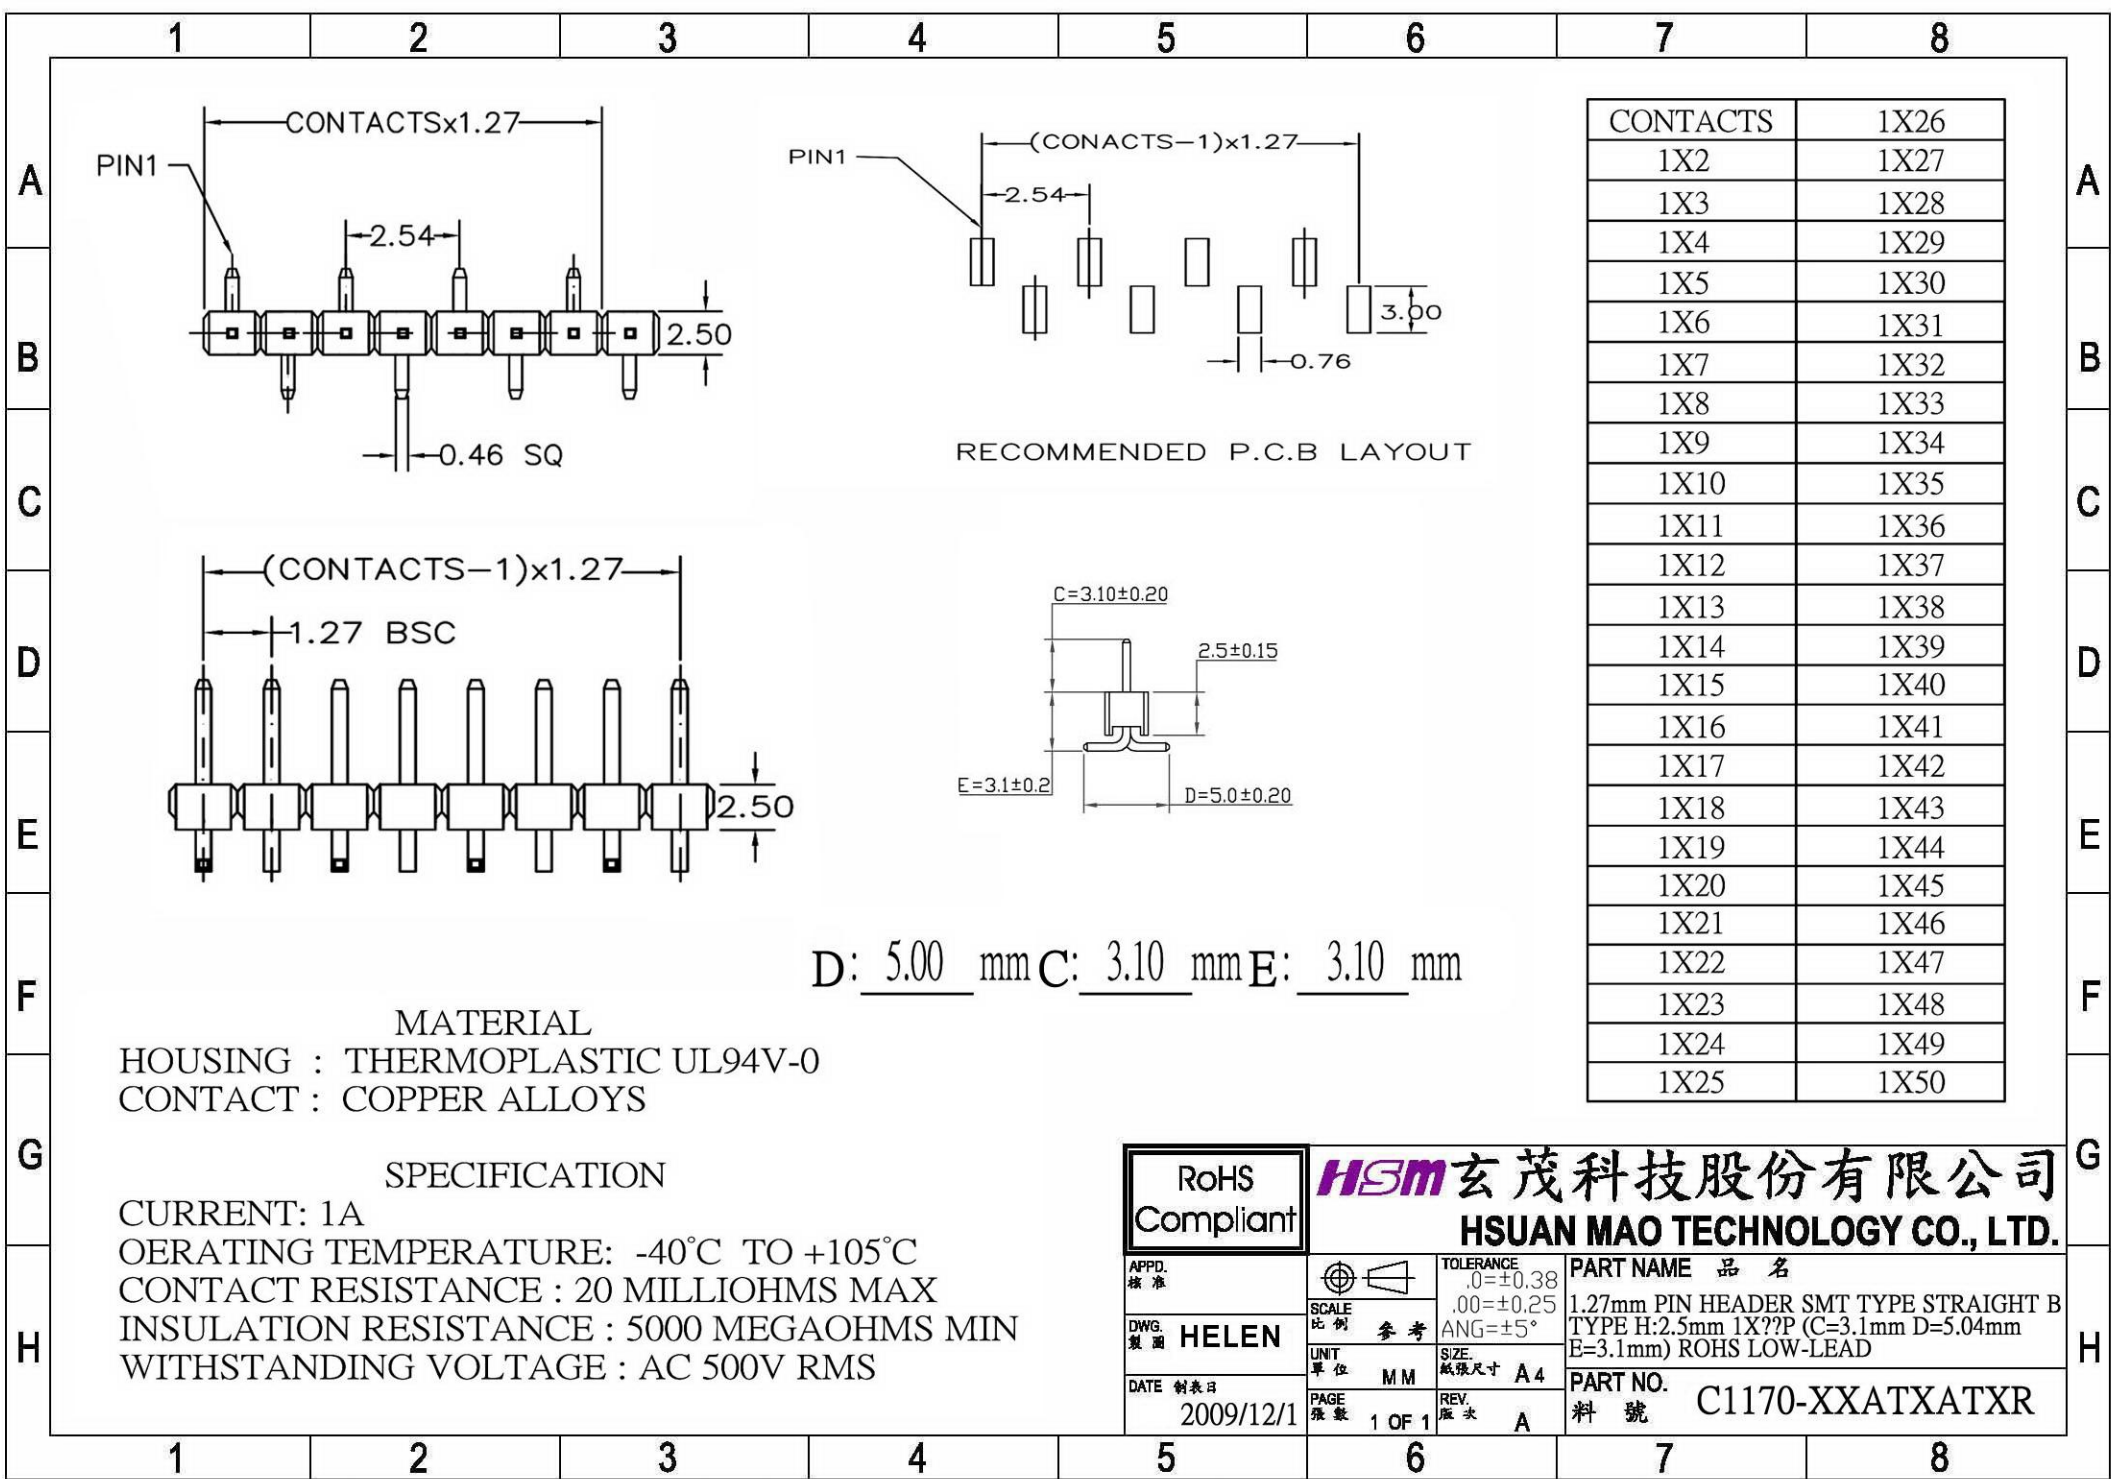 1 2 3 4 5 6 7 8
A
B
C
D
E
F
G
H
CONTACTSx1.27
PIN1
2.54
2.50
0.46 SQ
(CONACTS-1)x1.27
PIN1
2.54
3.00
0.76
RECOMMENDED P.C.B LAYOUT
(CONTACTS-1)x1.27
1.27 BSC
2.50
C=3.10±0.20
2.5±0.15
E=3.1±0.2
D=5.0±0.20
D: 5.00 mm C: 3.10 mm E: 3.10 mm
CONTACTS 1X26
1X2 1X27
1X3 1X28
1X4 1X29
1X5 1X30
1X6 1X31
1X7 1X32
1X8 1X33
1X9 1X34
1X10 1X35
1X11 1X36
1X12 1X37
1X13 1X38
1X14 1X39
1X15 1X40
1X16 1X41
1X17 1X42
1X18 1X43
1X19 1X44
1X20 1X45
1X21 1X46
1X22 1X47
1X23 1X48
1X24 1X49
1X25 1X50
MATERIAL
HOUSING : THERMOPLASTIC UL94V-0
CONTACT : COPPER ALLOYS
SPECIFICATION
CURRENT: 1A
OERATING TEMPERATURE: -40°C TO +105°C
CONTACT RESISTANCE : 20 MILLIOHMS MAX
INSULATION RESISTANCE : 5000 MEGAOHMS MIN
WITHSTANDING VOLTAGE : AC 500V RMS
RoHS
Compliant
HSM 玄茂科技股份有限公司
HSUAN MAO TECHNOLOGY CO., LTD.
APPD.
核准
DWG.
製圖 HELEN
DATE 制表日
2009/12/1
SCALE
比例 參考
UNIT
單位 MM
PAGE
張數 1 OF 1
TOLERANCE
.0=±0.38
.00=±0.25
ANG=±5°
SIZE.
紙張尺寸 A4
REV.
版次 A
PART NAME 品名
1.27mm PIN HEADER SMT TYPE STRAIGHT B
TYPE H:2.5mm 1X??P (C=3.1mm D=5.04mm
E=3.1mm) ROHS LOW-LEAD
PART NO.
料號 C1170-XXATXATXR
A
B
C
D
E
F
G
H
1 2 3 4 5 6 7 8